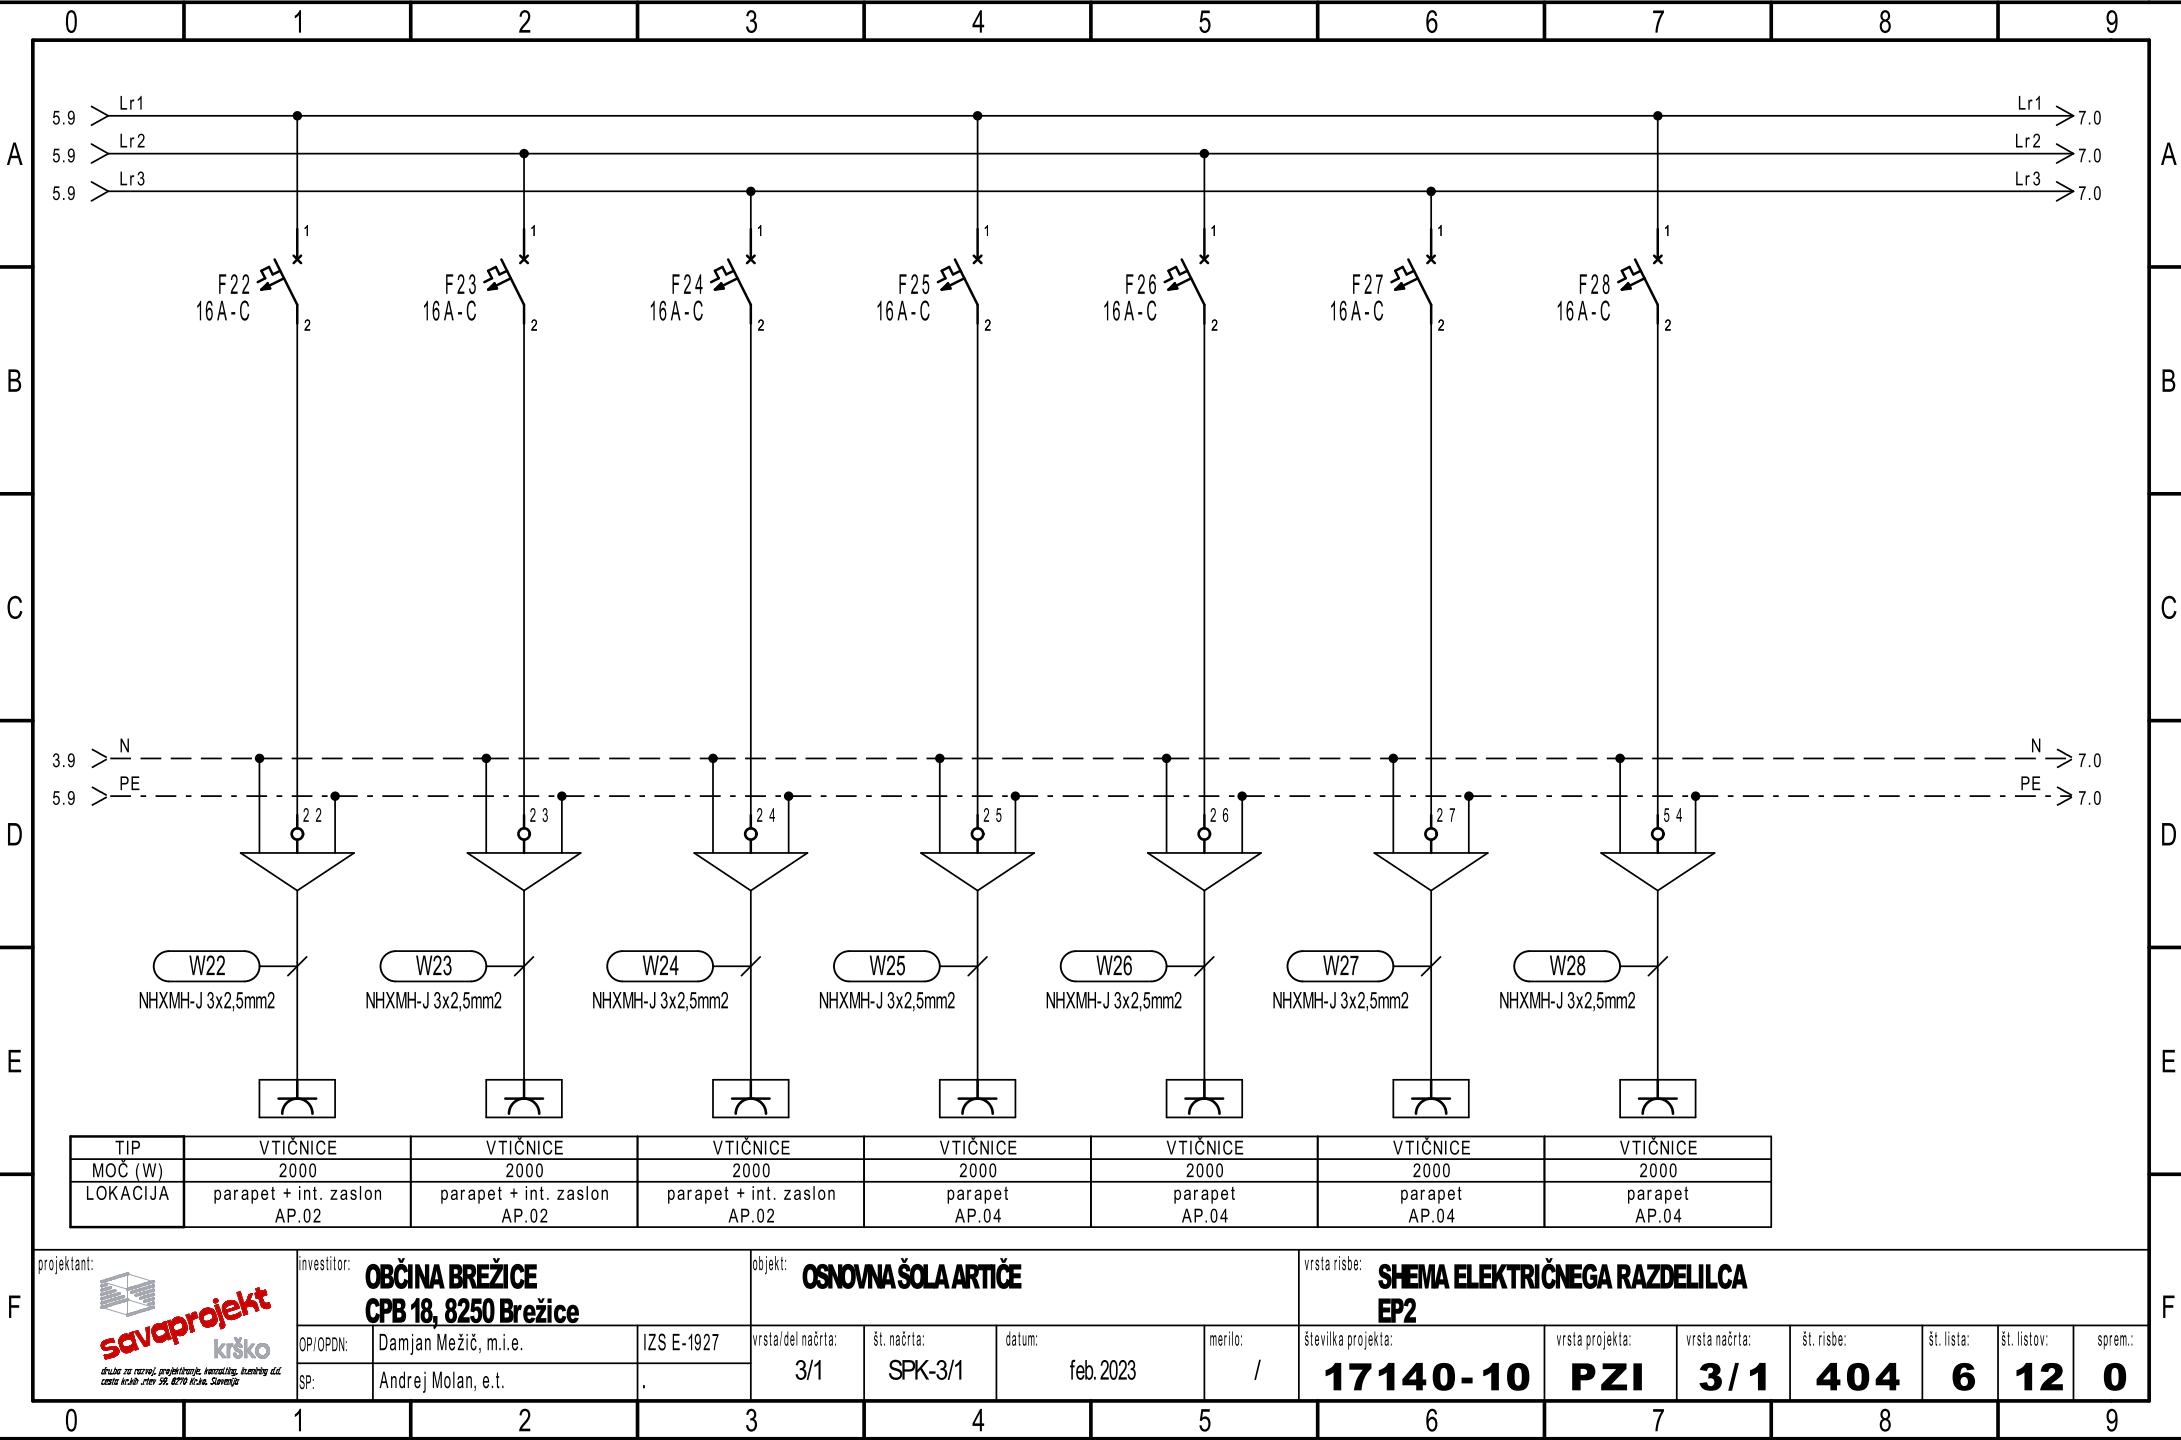 0 1 2 3 4 5 6 7 8 9
5.9 Lr1 Lr1 7.0
A 5.9 Lr2 Lr2 7.0 A
5.9 Lr3 Lr3 7.0
1 1 1 1 1 1 1
F22 F23 F24 F25 F26 F27 F28
16A-C 16A-C 16A-C 16A-C 16A-C 16A-C 16A-C
2 2 2 2 2 2 2
B B
C C
3.9 N N 7.0
5.9 PE PE 7.0
22 23 24 25 26 27 54
D D
W22 W23 W24 W25 W26 W27 W28
NHXMH-J 3x2,5mm2 NHXMH-J 3x2,5mm2 NHXMH-J 3x2,5mm2 NHXMH-J 3x2,5mm2 NHXMH-J 3x2,5mm2 NHXMH-J 3x2,5mm2 NHXMH-J 3x2,5mm2
E E
TIP VTIČNICE VTIČNICE VTIČNICE VTIČNICE VTIČNICE VTIČNICE VTIČNICE
MOČ (W) 2000 2000 2000 2000 2000 2000 2000
LOKACIJA parapet + int. zaslon parapet + int. zaslon parapet + int. zaslon parapet parapet parapet parapet
AP.02 AP.02 AP.02 AP.04 AP.04 AP.04 AP.04
F F
projektant:
savaprojekt
krško
investitor: OBČINA BREŽICE
CPB 18, 8250 Brežice
objekt: OSNOVNA ŠOLA ARTIČE
vrsta risbe: SHEMA ELEKTRIČNEGA RAZDELILCA
EP2
OP/OPDN: Damjan Mežič, m.i.e. IZS E-1927
SP: Andrej Molan, e.t. .
vrsta/del načrta: št. načrta: datum: merilo: številka projekta: vrsta projekta: vrsta načrta: št. risbe: št. lista: št. listov: sprem.:
3/1 SPK-3/1 feb. 2023 / 17140-10 PZI 3/1 404 6 12 0
0 1 2 3 4 5 6 7 8 9